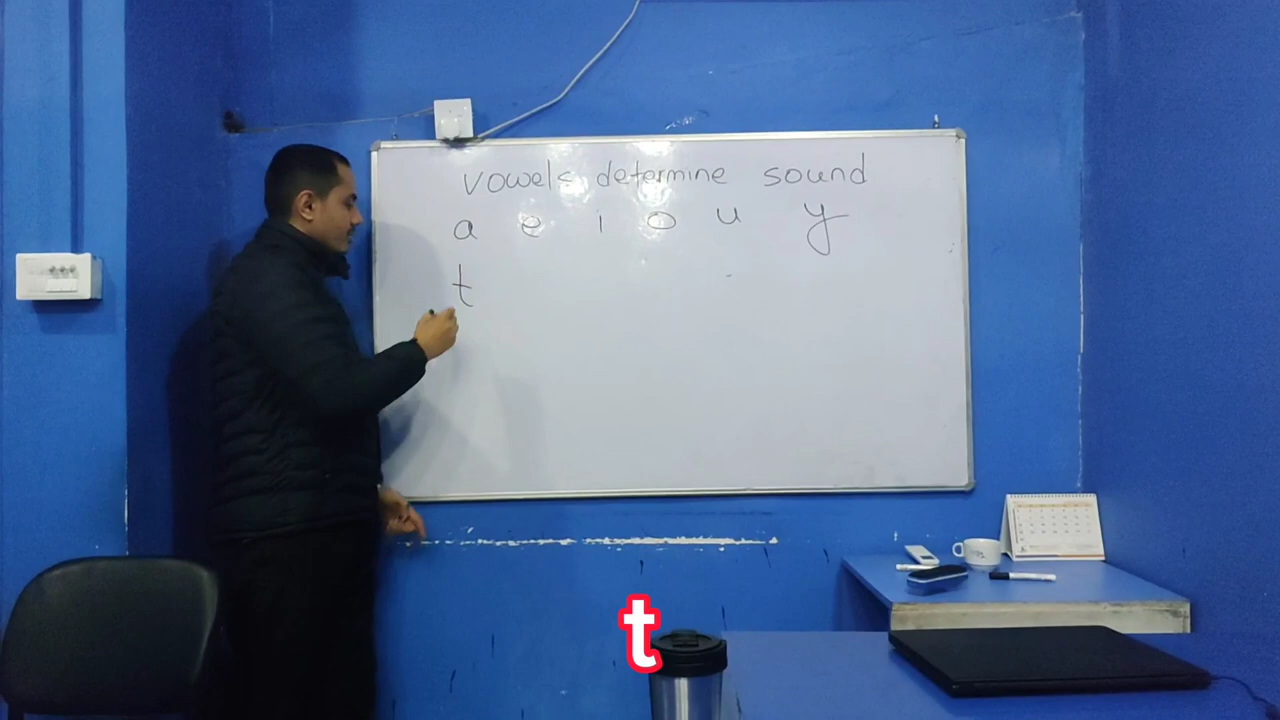 vowels determine sound
a e i o u y
t
t